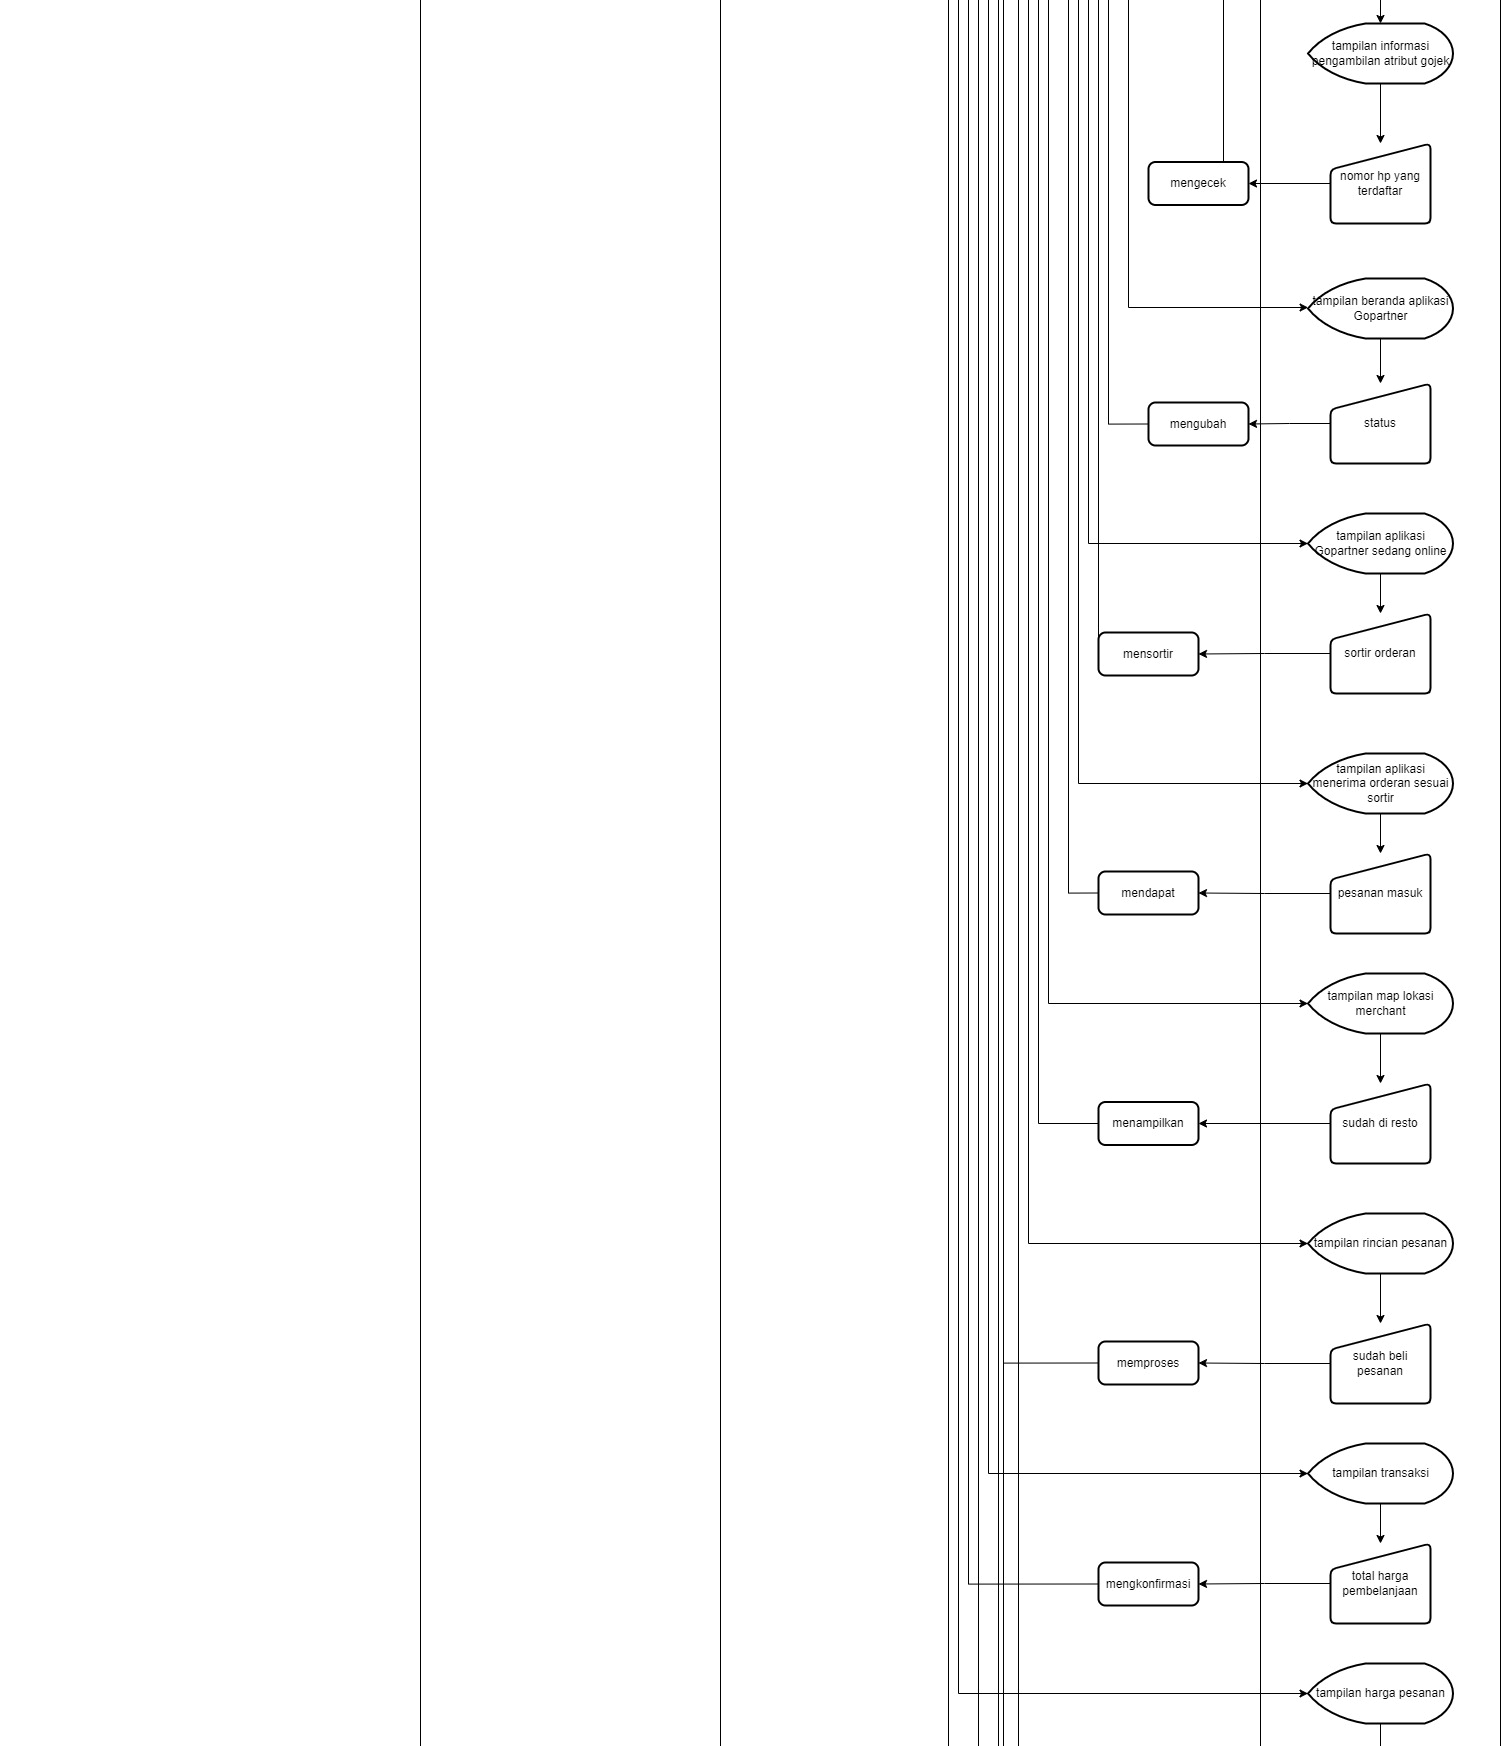 tampilan informasi
pengambilan atribut gojek
mengecek
nomor hp yang
terdaftar
tampilan beranda aplikasi
Gopartner
mengubah
status
tampilan aplikasi
Gopartner sedang online
mensortir
sortir orderan
tampilan aplikasi
menerima orderan sesuai
sortir
mendapat
pesanan masuk
tampilan map lokasi
merchant
menampilkan
sudah di resto
tampilan rincian pesanan
memproses
sudah beli
pesanan
tampilan transaksi
mengkonfirmasi
total harga
pembelanjaan
tampilan harga pesanan